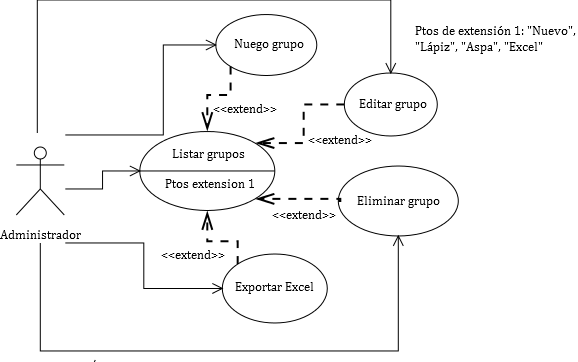 Ptos de extensión 1: "Nuevo",
"Lápiz", "Aspa", "Excel"
Nuego grupo
<<extend>>
Editar grupo
<<extend>>
Listar grupos
Ptos extension 1
Eliminar grupo
<<extend>>
Administrador
<<extend>>
Exportar Excel